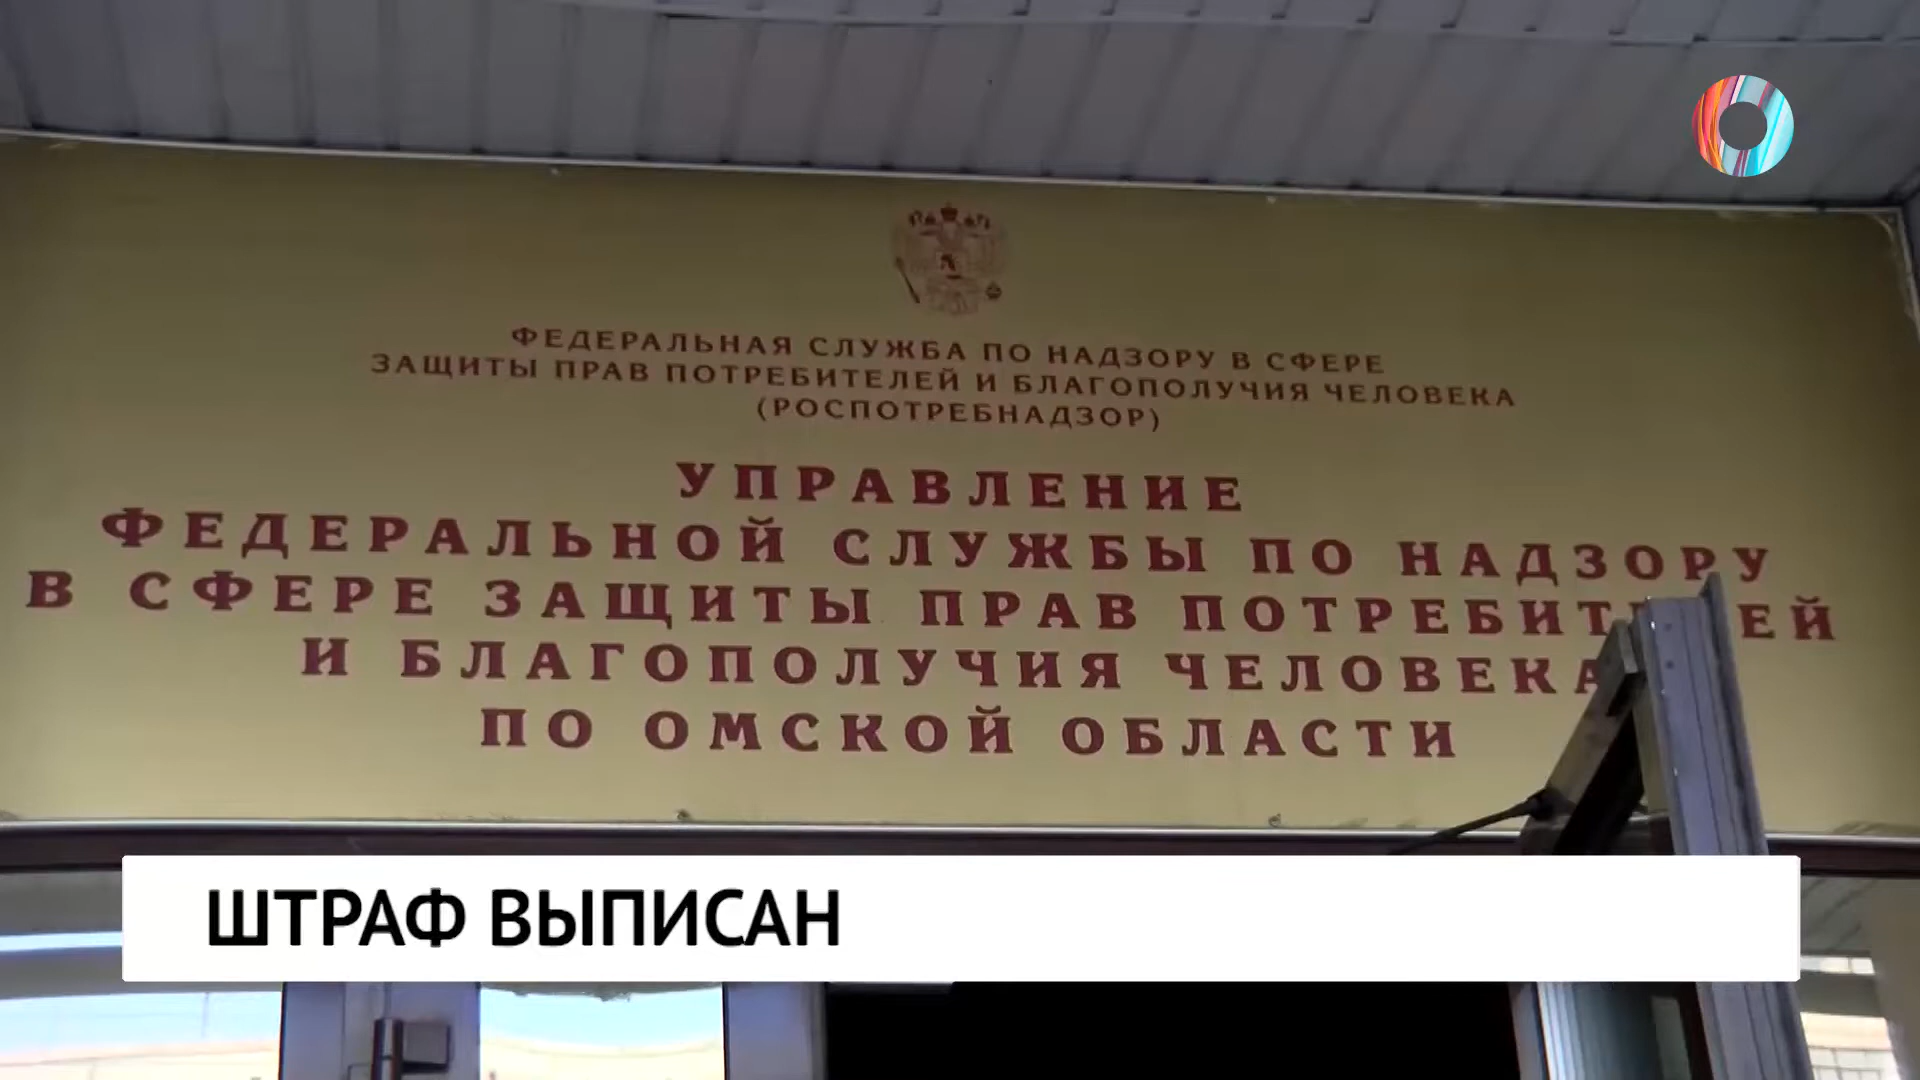 ФЕДЕРАЛЬНАЯ СЛУЖБА ПО НАДЗОРУ В СФЕРЕ
ЗАЩИТЫ ПРАВ ПОТРЕБИТЕЛЕЙ И БЛАГОПОЛУЧИЯ ЧЕЛОВЕКА
(РОСПОТРЕБНАДЗОР)
УПРАВЛЕНИЕ
ФЕДЕРАЛЬНОЙ СЛУЖБЫ ПО НАДЗОРУ
В СФЕРЕ ЗАЩИТЫ ПРАВ ПОТРЕБИТЕЛЕЙ
И БЛАГОПОЛУЧИЯ ЧЕЛОВЕКА
ПО ОМСКОЙ ОБЛАСТИ
ШТРАФ ВЫПИСАН